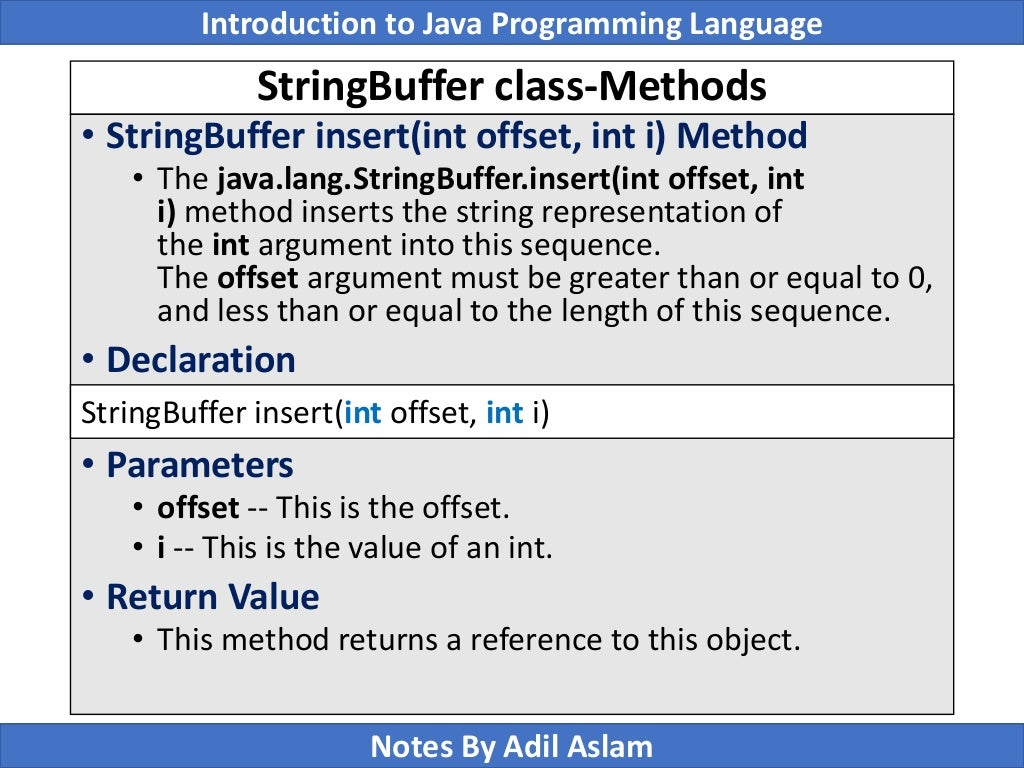 Introduction to Java Programming Language
StringBuffer class-Methods
• StringBuffer insert(int offset, int i) Method
• The java.lang.StringBuffer.insert(int offset, int
i) method inserts the string representation of
the int argument into this sequence.
The offset argument must be greater than or equal to 0,
and less than or equal to the length of this sequence.
• Declaration
StringBuffer insert(int offset, int i)
• Parameters
• offset -- This is the offset.
• i -- This is the value of an int.
• Return Value
• This method returns a reference to this object.
Notes By Adil Aslam